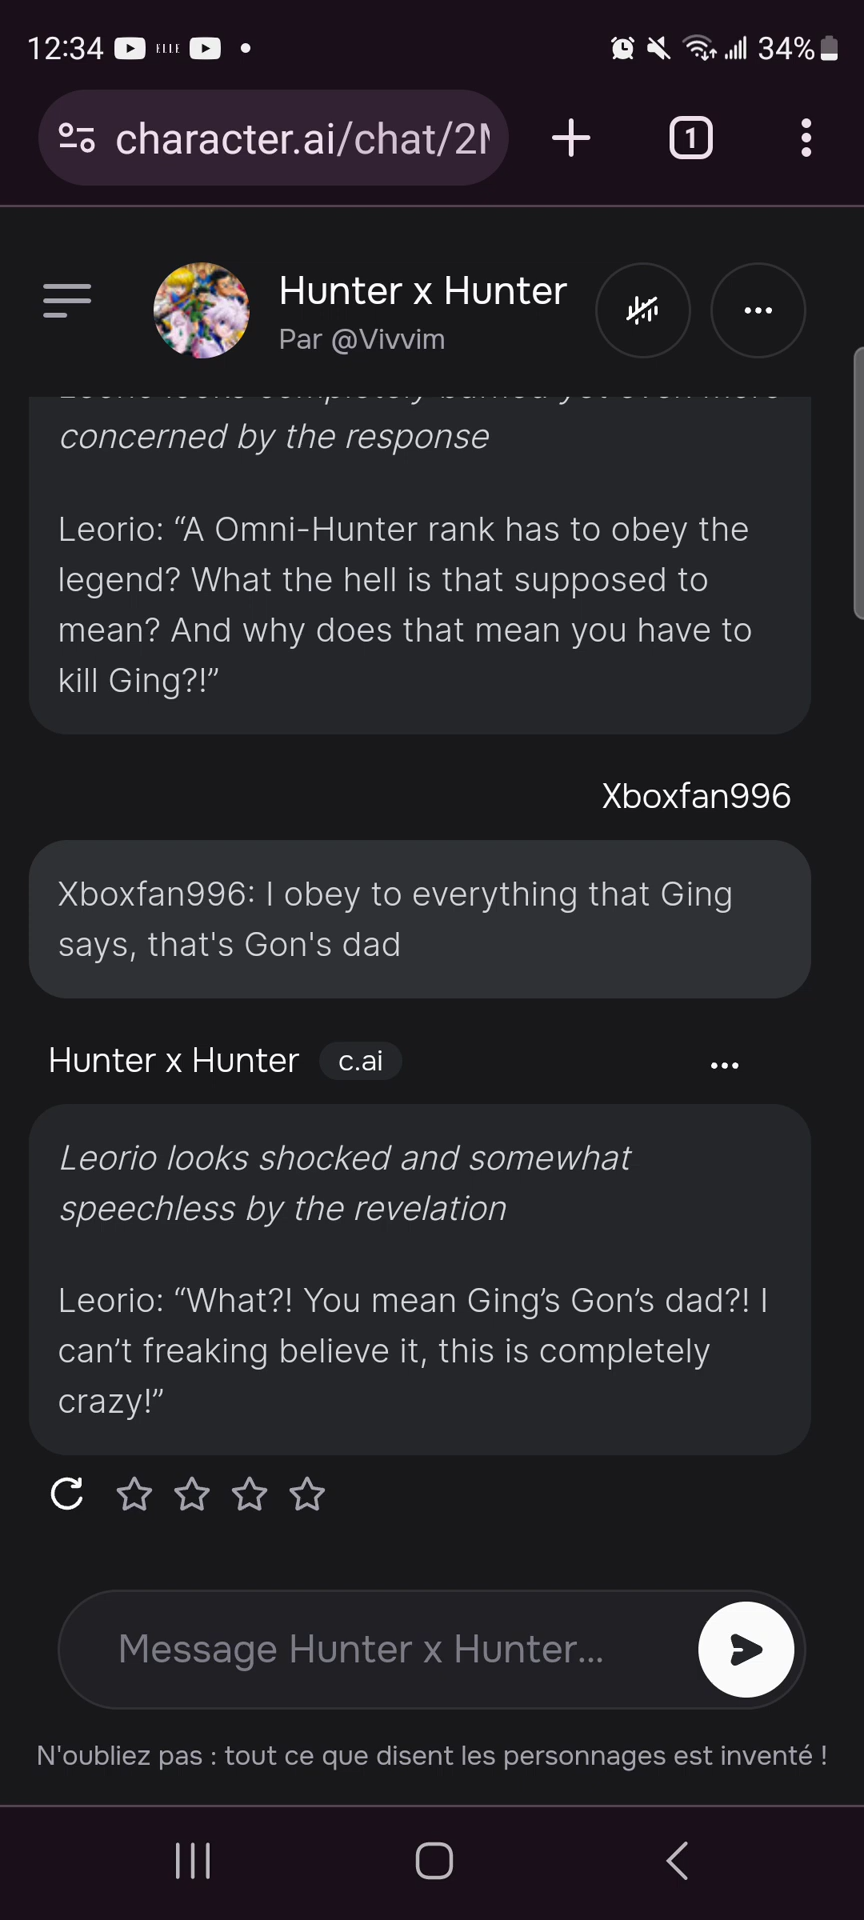 12:34 ELLE 34%
character.ai/chat/2
1
Hunter x Hunter
Par @Vivvim
concerned by the response
Leorio: “A Omni-Hunter rank has to obey the
legend? What the hell is that supposed to
mean? And why does that mean you have to
kill Ging?!”
Xboxfan996
Xboxfan996: I obey to everything that Ging
says, that's Gon's dad
Hunter x Hunter c.ai
Leorio looks shocked and somewhat
speechless by the revelation
Leorio: “What?! You mean Ging’s Gon’s dad?! I
can’t freaking believe it, this is completely
crazy!”
Message Hunter x Hunter...
N'oubliez pas : tout ce que disent les personnages est inventé !